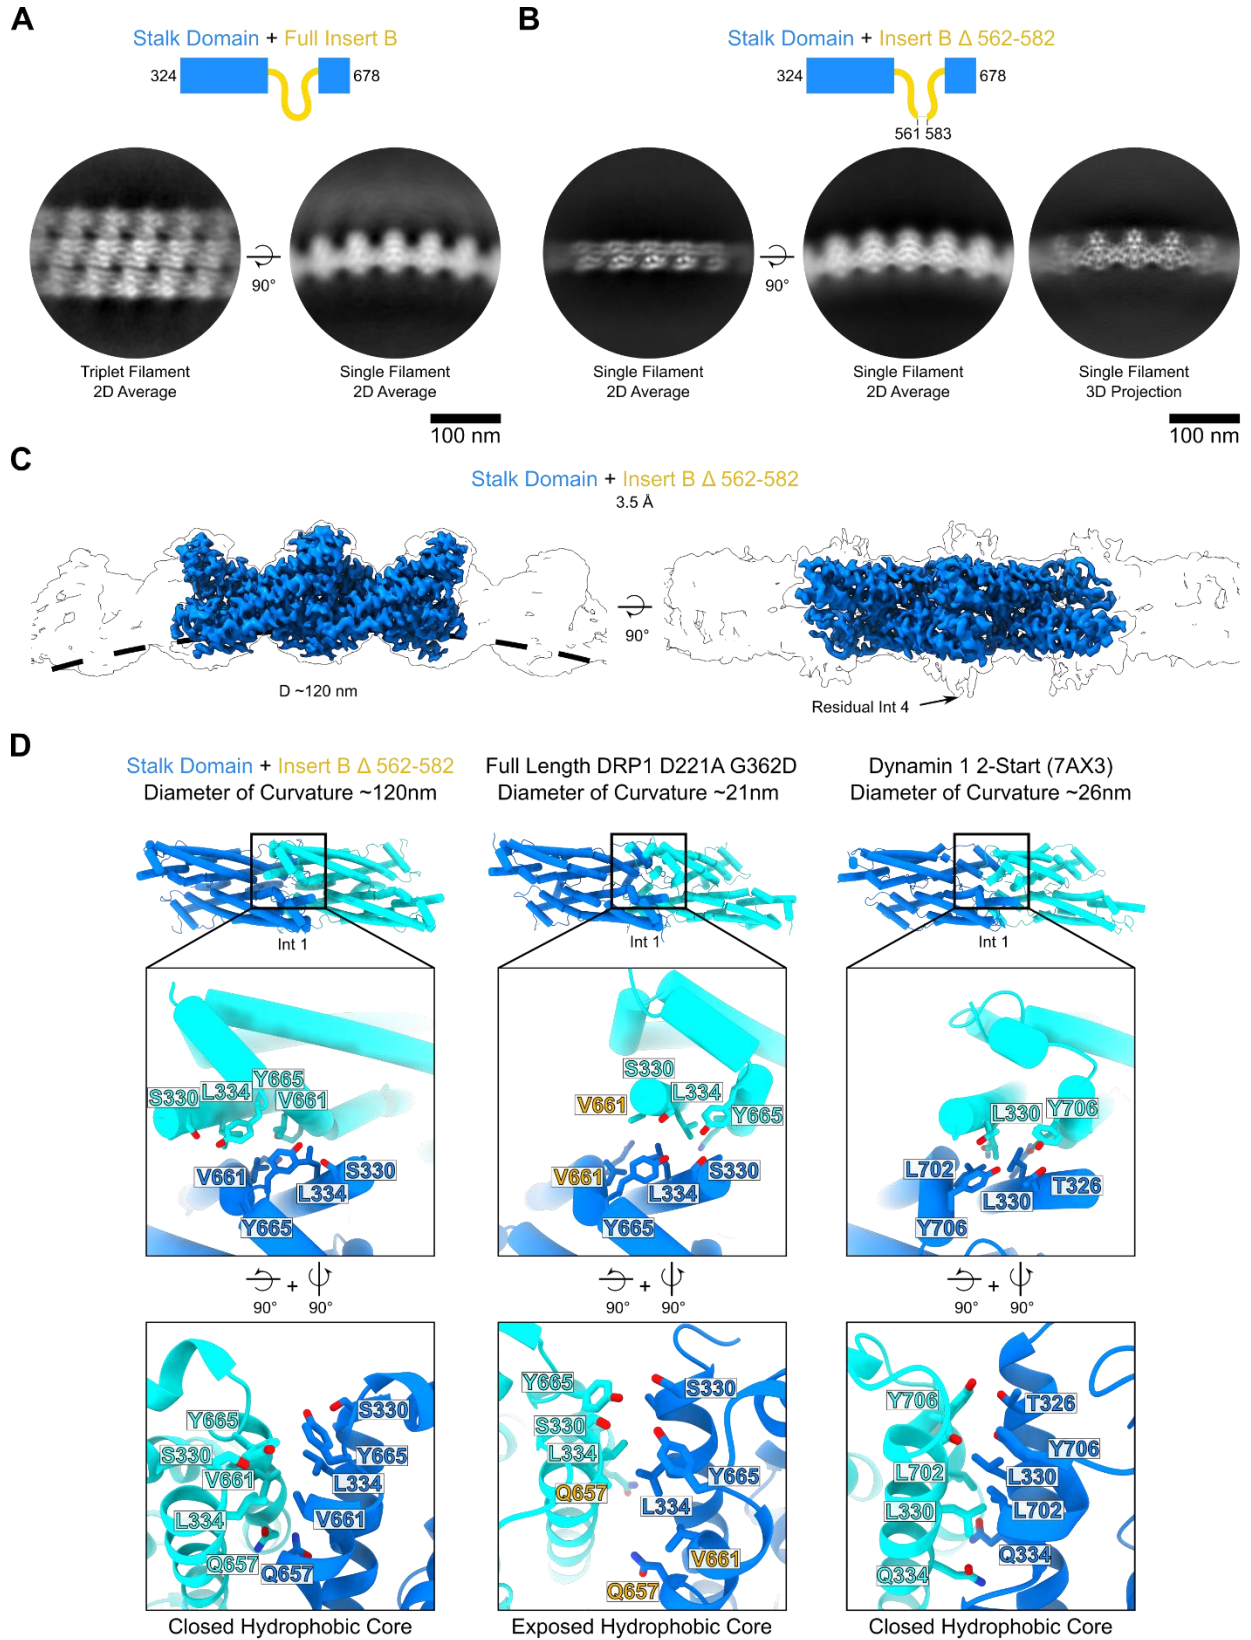 A
Stalk Domain + Full Insert B
324
678
Triplet Filament
2D Average
90°
Single Filament
2D Average
100 nm
B
Stalk Domain + Insert B Δ 562-582
324
678
561 583
Single Filament
2D Average
90°
Single Filament
2D Average
Single Filament
3D Projection
100 nm
C
Stalk Domain + Insert B Δ 562-582
3.5 Å
D ~120 nm
90°
Residual Int 4
D
Stalk Domain + Insert B Δ 562-582
Diameter of Curvature ~120nm
Int 1
S330
L334
Y665
V661
V661
S330
L334
Y665
90°
+
90°
Y665
S330
V661
L334
Q657
S330
Y665
L334
V661
Q657
Closed Hydrophobic Core
Full Length DRP1 D221A G362D
Diameter of Curvature ~21nm
Int 1
S330
V661
L334
Y665
V661
S330
L334
Y665
90°
+
90°
Y665
S330
L334
Q657
S330
Y665
L334
V661
Q657
Exposed Hydrophobic Core
Dynamin 1 2-Start (7AX3)
Diameter of Curvature ~26nm
Int 1
L330
Y706
L702
L330
T326
Y706
90°
+
90°
Y706
L702
L330
Q334
T326
Y706
L330
L702
Q334
Closed Hydrophobic Core